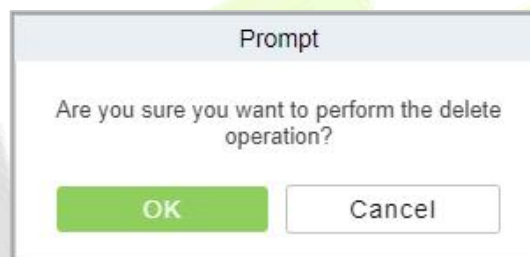 Prompt
Are you sure you want to perform the delete
operation?
OK
Cancel